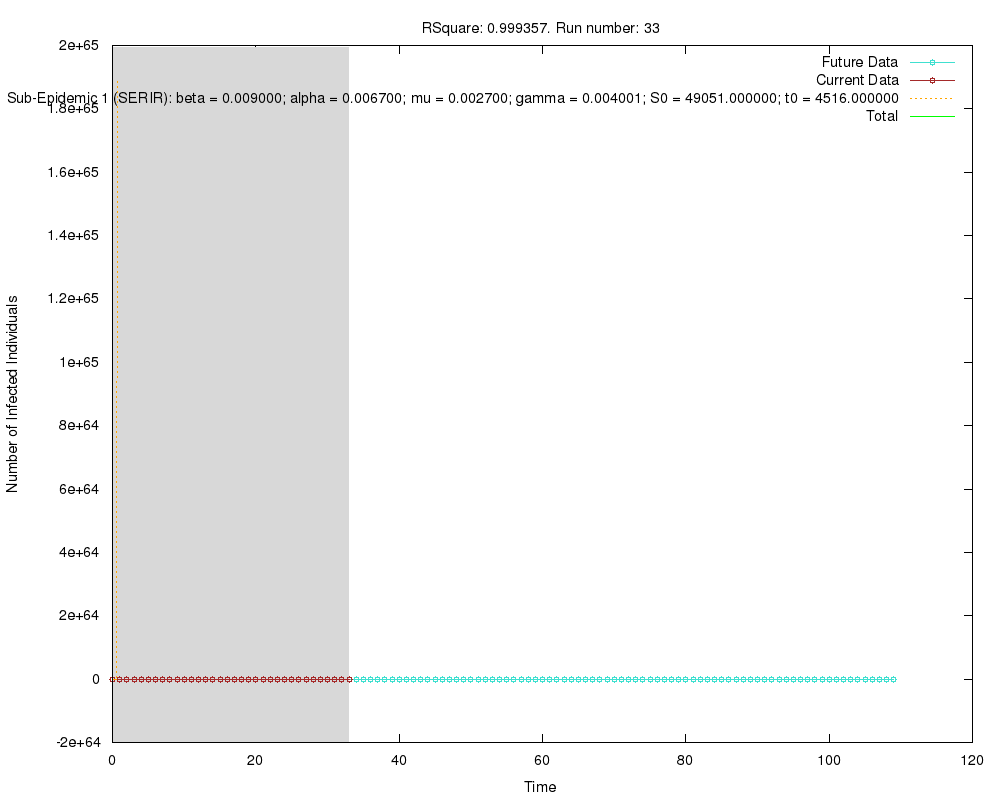 RSquare: 0.999357. Run number: 33
2e+65
1.8e+65
1.6e+65
1.4e+65
1.2e+65
1e+65
8e+64
6e+64
4e+64
2e+64
0
-2e+64
Number of Infected Individuals
Future Data
Current Data
Sub-Epidemic 1 (SERIR): beta = 0.009000; alpha = 0.006700; mu = 0.002700; gamma = 0.004001; S0 = 49051.000000; t0 = 4516.000000
Total
0 20 40 60 80 100 120
Time